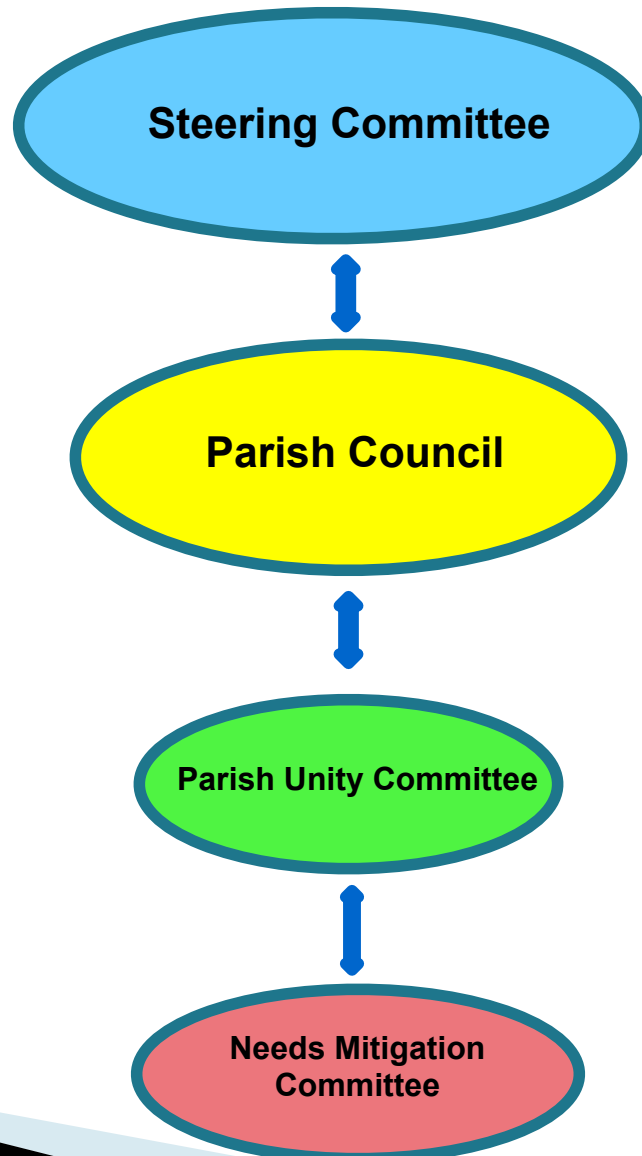 Steering Committee
Parish Council
Parish Unity Committee
Needs Mitigation
Committee